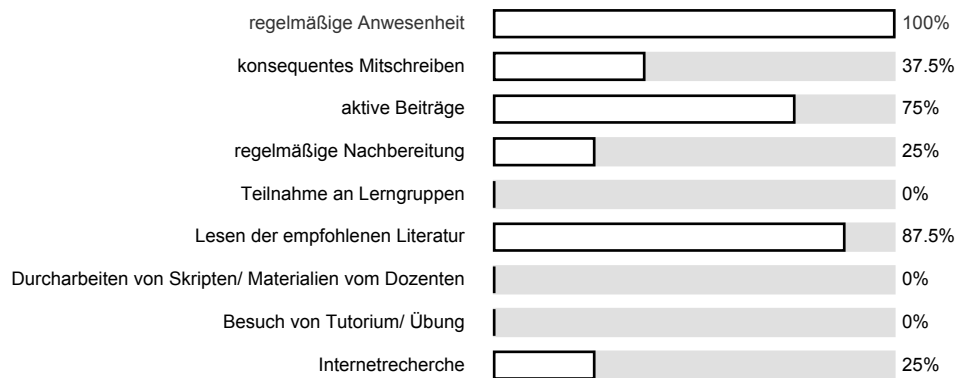 regelmäßige Anwesenheit 100%
konsequentes Mitschreiben 37.5%
aktive Beiträge 75%
regelmäßige Nachbereitung 25%
Teilnahme an Lerngruppen 0%
Lesen der empfohlenen Literatur 87.5%
Durcharbeiten von Skripten/ Materialien vom Dozenten 0%
Besuch von Tutorium/ Übung 0%
Internetrecherche 25%